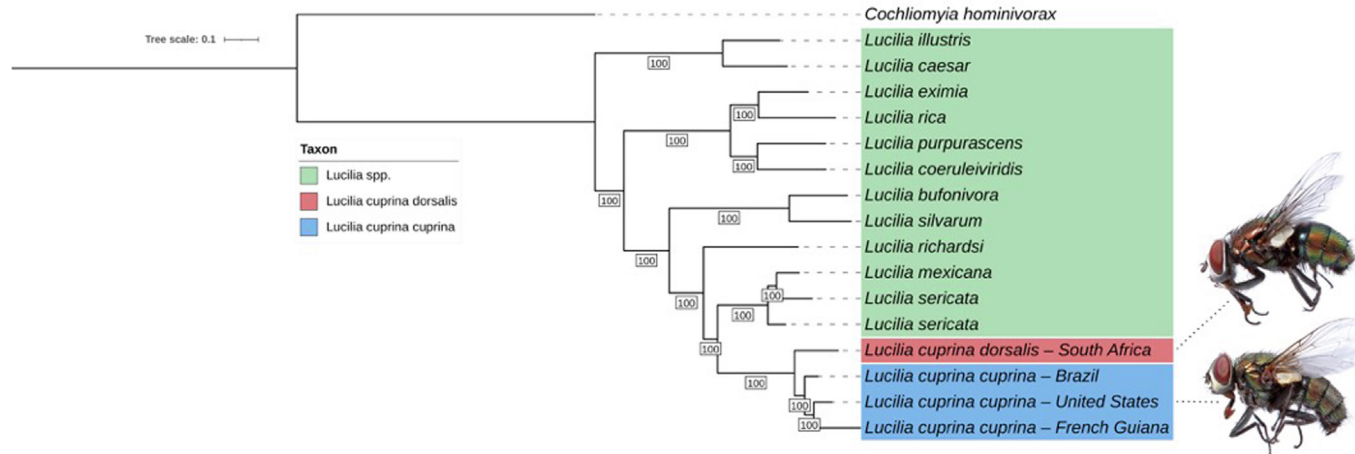 Cochliomyia hominivorax
Tree scale: 0.1
Lucilia illustris
100
Lucilia caesar
Lucilia eximia
100
Lucilia rica
100
Lucilia purpurascens
Taxon
100
Lucilia coeruleiviridis
Lucilia spp.
Lucilia bufonivora
Lucilia cuprina dorsalis
100
100
Lucilia silvarum
Lucilia cuprina cuprina
Lucilia richardsi
100
Lucilia mexicana
100
100
Lucilia sericata
100
Lucilia sericata
100
Lucilia cuprina dorsalis – South Africa
100
Lucilia cuprina cuprina – Brazil
100
Lucilia cuprina cuprina – United States
100
Lucilia cuprina cuprina – French Guiana